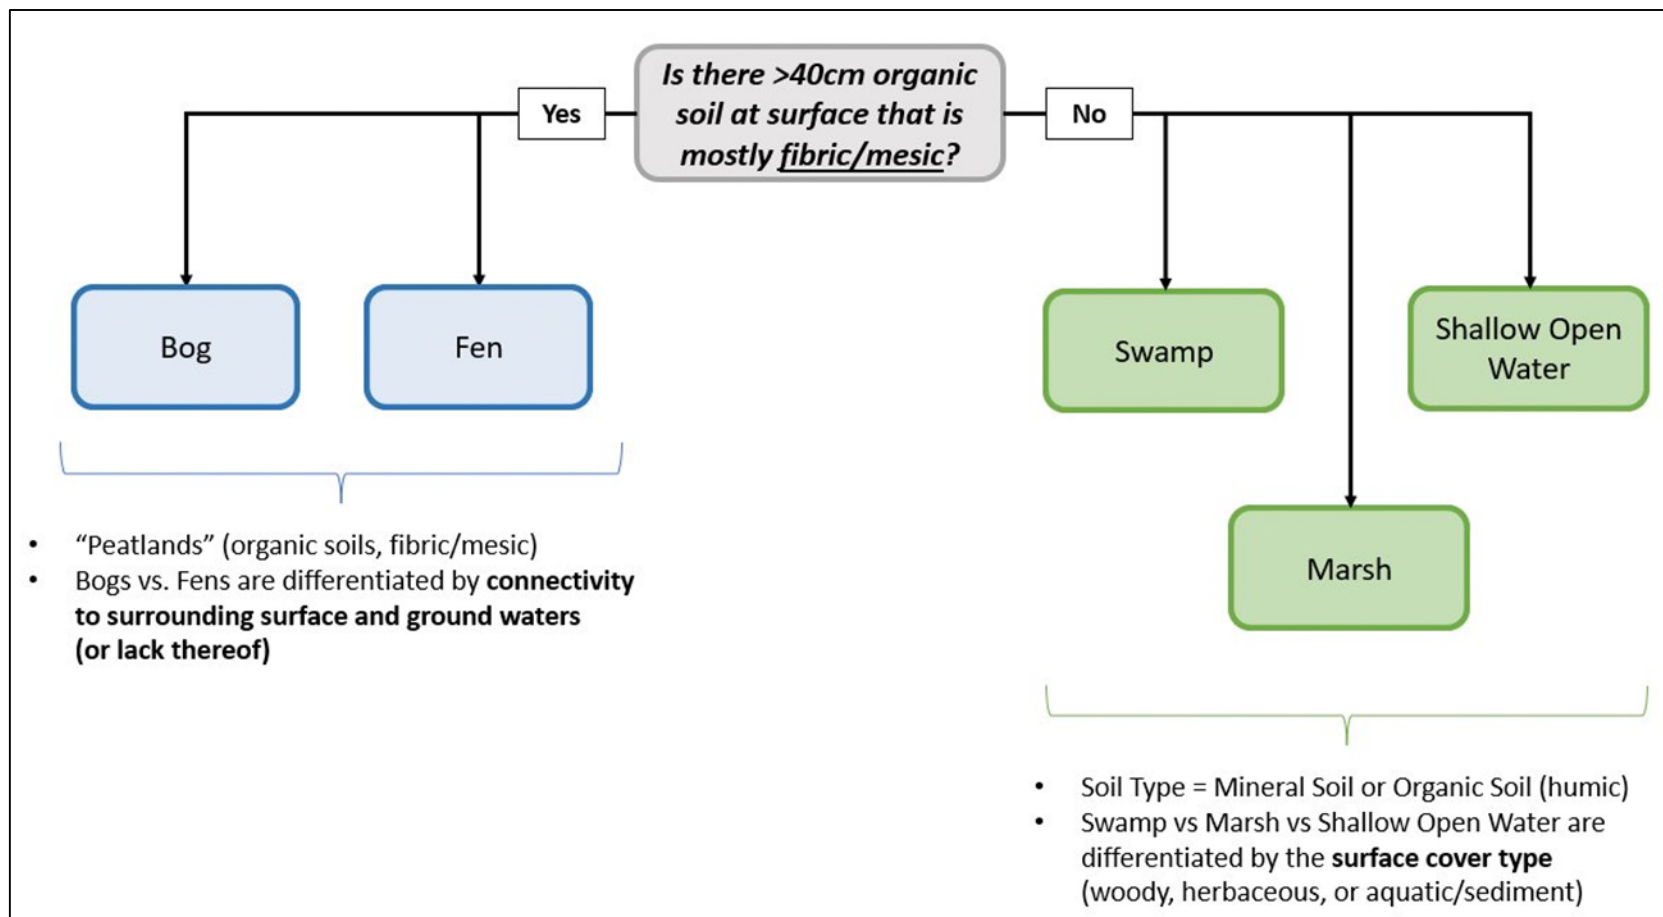 Is there >40cm organic
soil at surface that is
mostly fibric/mesic?
Yes
No
Bog
Fen
Swamp
Shallow Open
Water
Marsh
• “Peatlands” (organic soils, fibric/mesic)
• Bogs vs. Fens are differentiated by connectivity
to surrounding surface and ground waters
(or lack thereof)
• Soil Type = Mineral Soil or Organic Soil (humic)
• Swamp vs Marsh vs Shallow Open Water are
differentiated by the surface cover type
(woody, herbaceous, or aquatic/sediment)